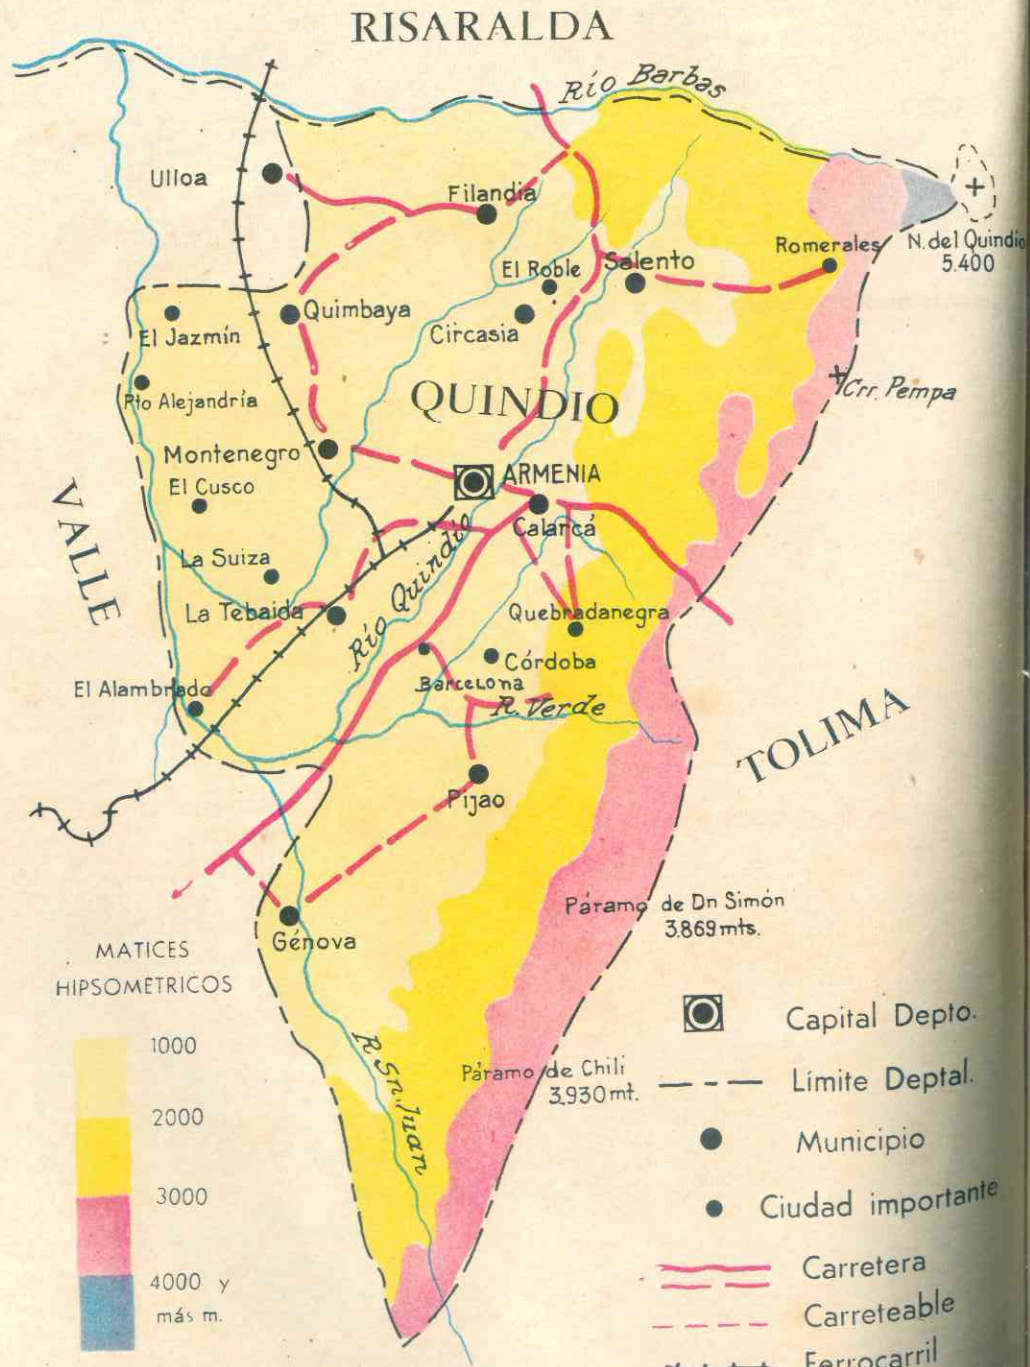 RISARALDA
Río Barbas
Ulloa
Filandia
Romerales
N. del Quindio
5.400
El Roble
Salento
Quimbaya
Circasia
El Jazmín
Crr. Pempa
Pto Alejandría
QUINDIO
Montenegro
ARMENIA
El Cusco
Calarcá
VALLE
La Suiza
Río Quindio
La Tebaida
Quebradanegra
Córdoba
El Alambrado
Barcelona
R. Verde
TOLIMA
Pijao
Páramo de Dn Simón
3.869 mts.
Génova
Páramo de Chili
3.930 mt.
R. Sn. Juan
MATICES
HIPSOMETRICOS
1000
2000
3000
4000 y
más m.
Capital Depto.
Límite Deptal.
Municipio
Ciudad importante
Carretera
Carreteable
Ferrocarril